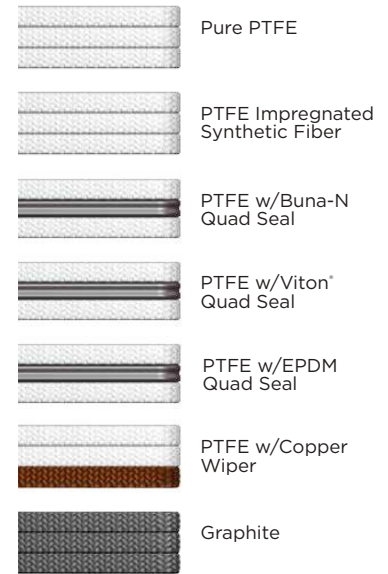 Pure PTFE
PTFE Impregnated
Synthetic Fiber
PTFE w/Buna-N
Quad Seal
PTFE w/Viton®
Quad Seal
PTFE w/EPDM
Quad Seal
PTFE w/Copper
Wiper
Graphite